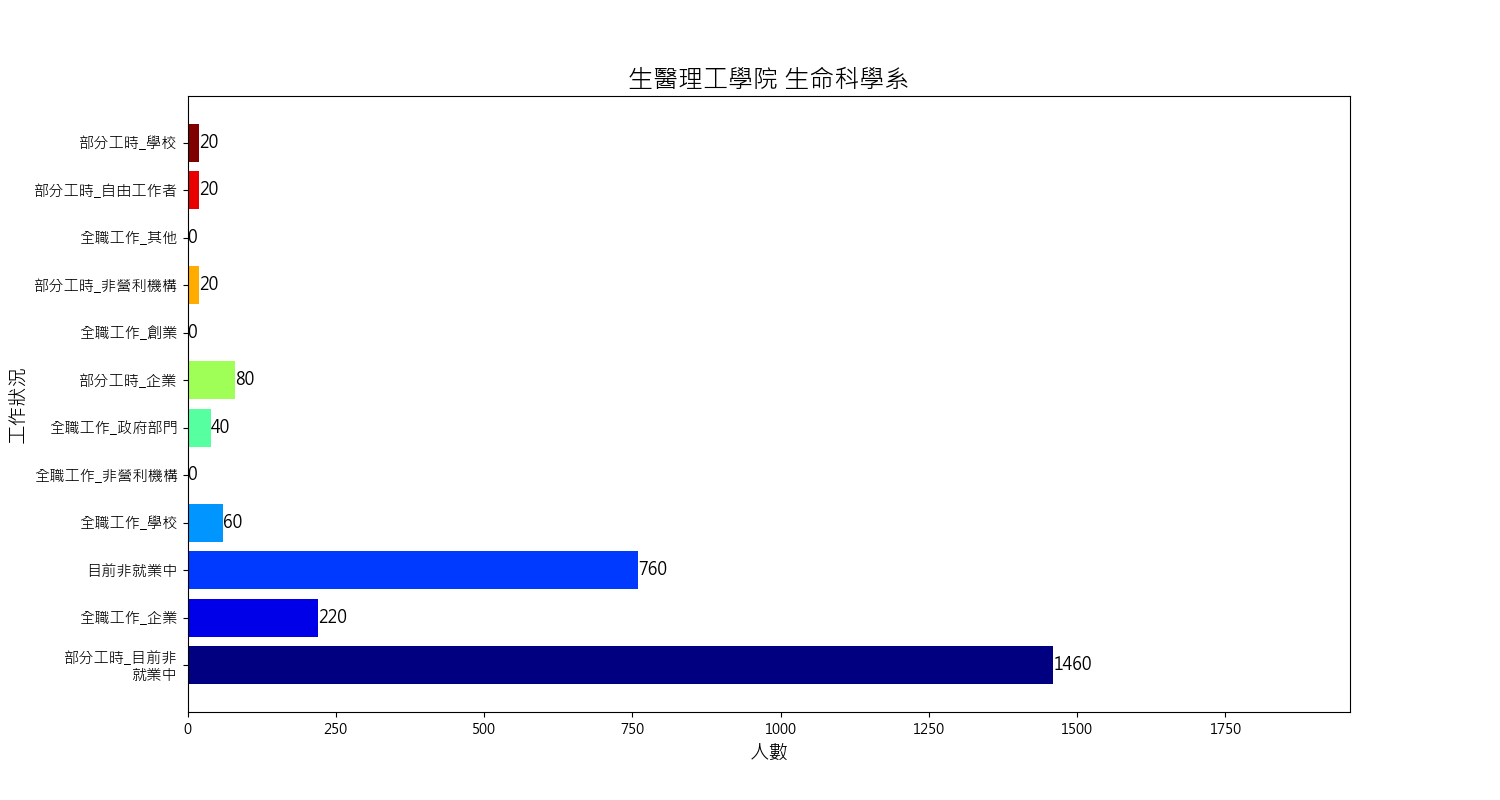 生醫理工學院 生命科學系
部分工時_學校
20
部分工時_自由工作者
20
全職工作_其他
0
部分工時_非營利機構
20
全職工作_創業
0
部分工時_企業
80
全職工作_政府部門
40
全職工作_非營利機構
0
全職工作_學校
60
目前非就業中
760
全職工作_企業
220
部分工時_目前非
就業中
1460
工作狀況
0 250 500 750 1000 1250 1500 1750
人數